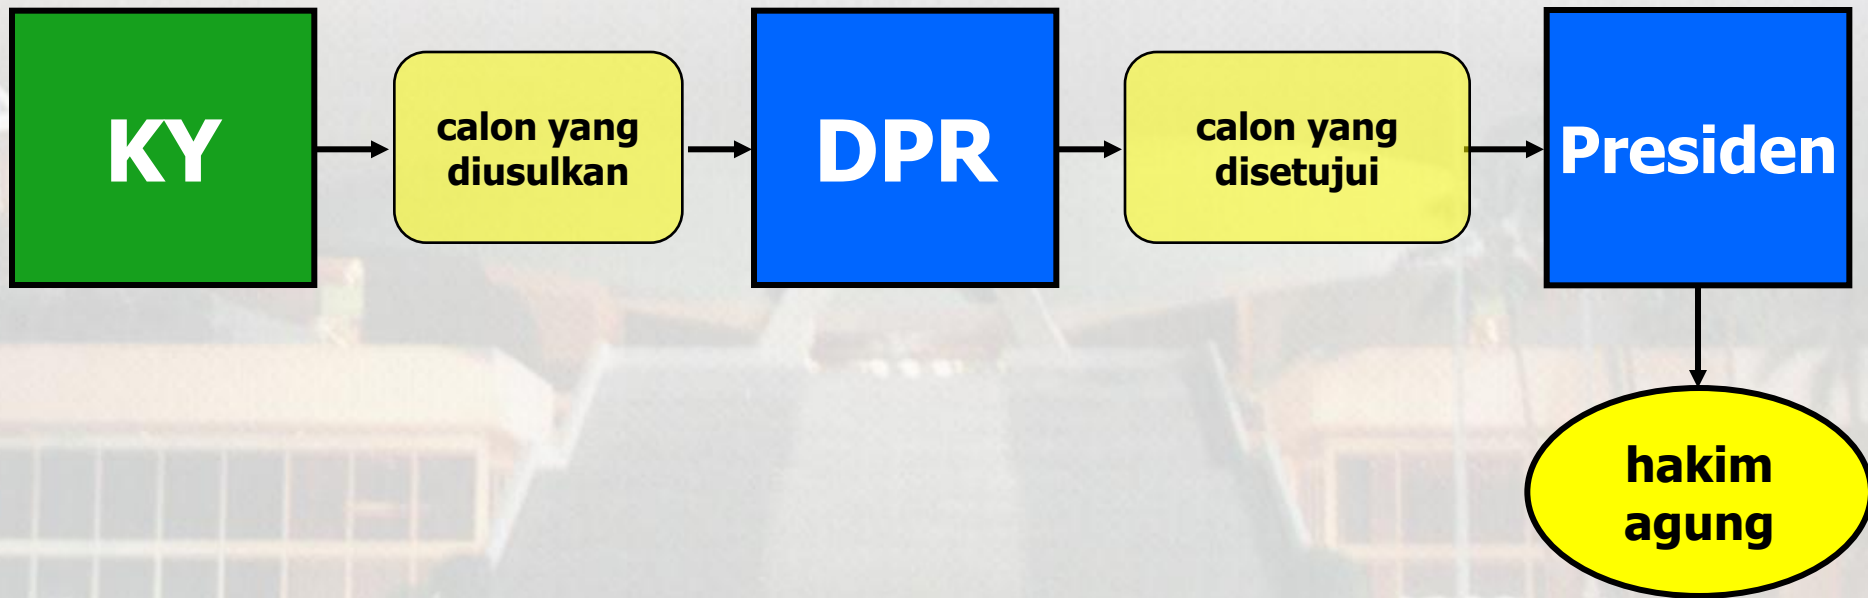 KY
calon yang
diusulkan
DPR
calon yang
disetujui
Presiden
hakim
agung